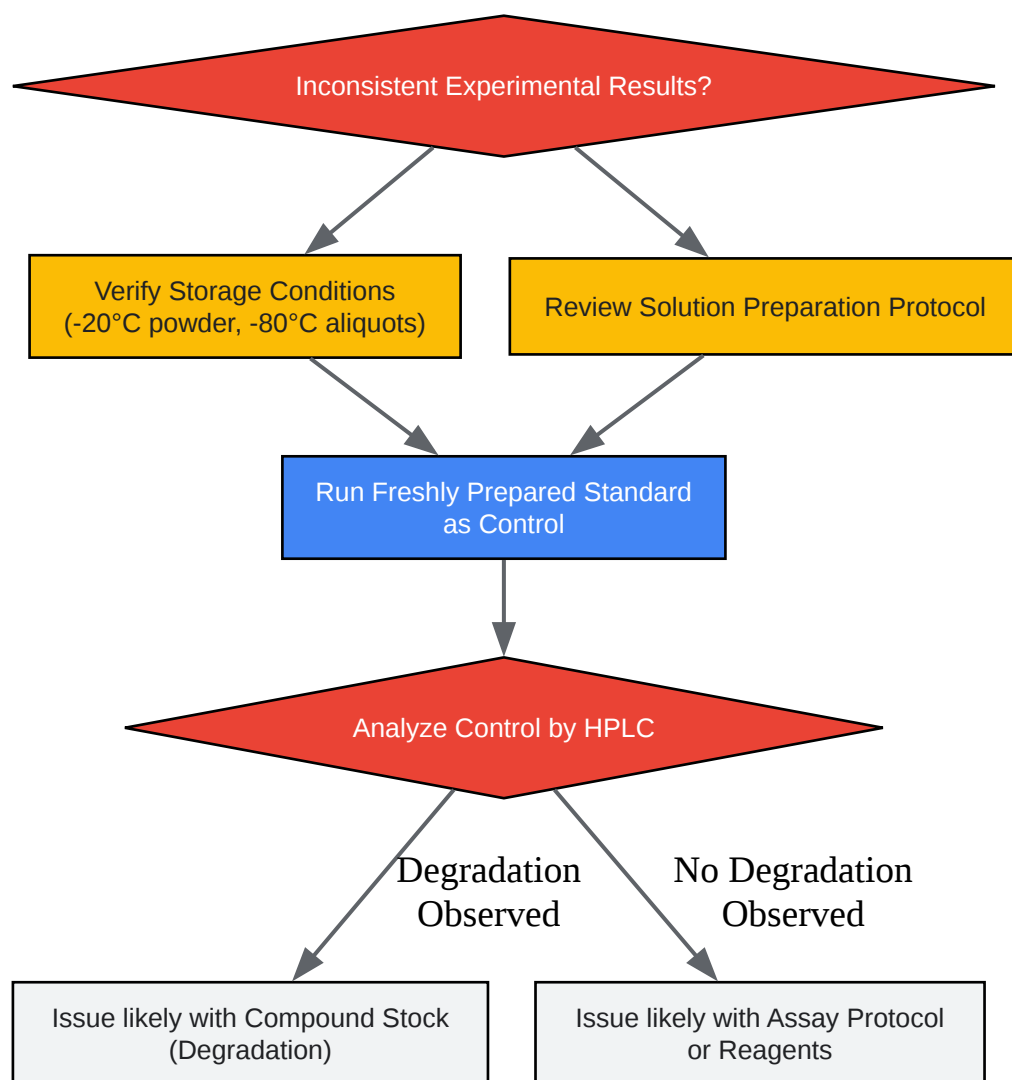 Inconsistent Experimental Results?
Verify Storage Conditions
(-20°C powder, -80°C aliquots)
Review Solution Preparation Protocol
Run Freshly Prepared Standard
as Control
Analyze Control by HPLC
Degradation
Observed
No Degradation
Observed
Issue likely with Compound Stock
(Degradation)
Issue likely with Assay Protocol
or Reagents